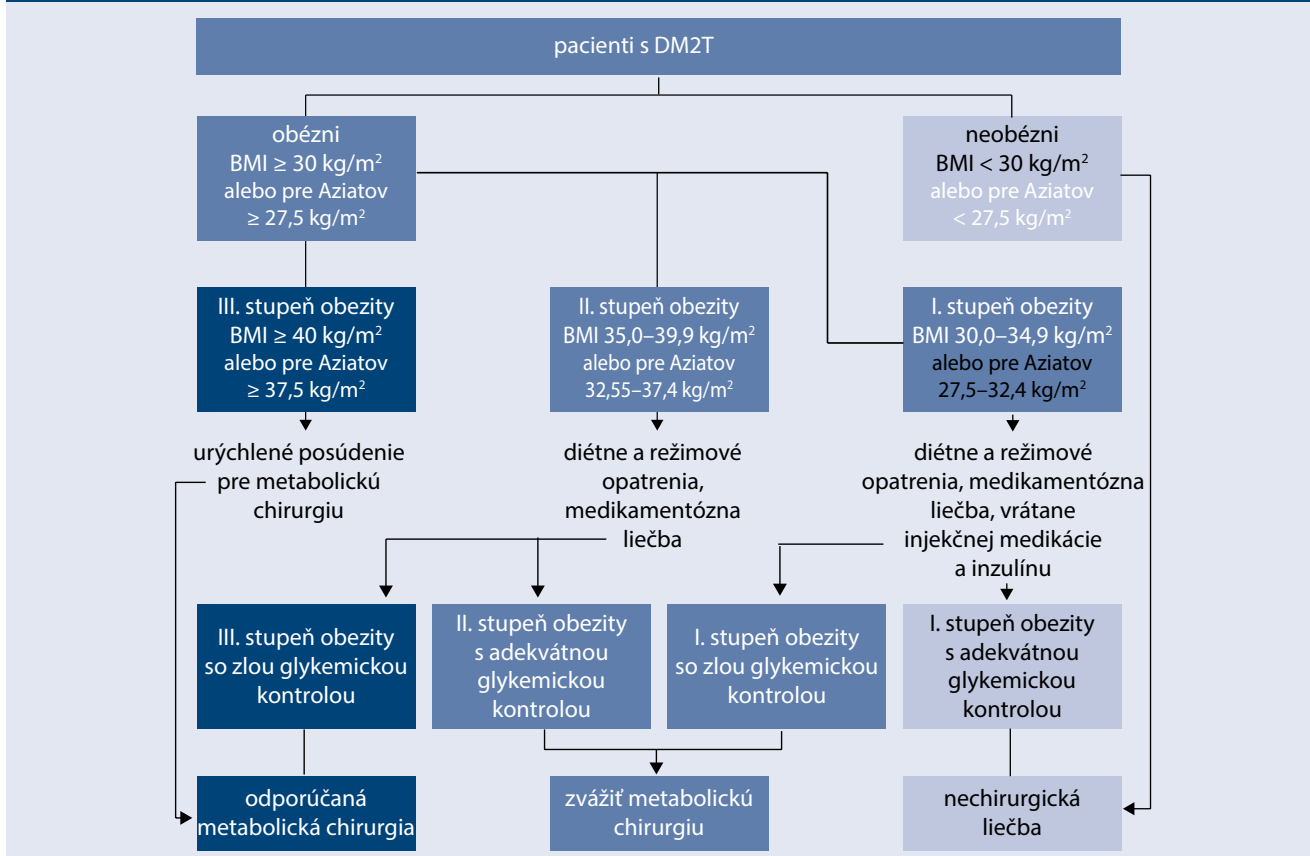 pacienti s DM2T
obézni
BMI ≥ 30 kg/m²
alebo pre Aziatov
≥ 27,5 kg/m²
neobézni
BMI < 30 kg/m²
alebo pre Aziatov
< 27,5 kg/m²
III. stupeň obezity
BMI ≥ 40 kg/m²
alebo pre Aziatov
≥ 37,5 kg/m²
II. stupeň obezity
BMI 35,0–39,9 kg/m²
alebo pre Aziatov
32,55–37,4 kg/m²
I. stupeň obezity
BMI 30,0–34,9 kg/m²
alebo pre Aziatov
27,5–32,4 kg/m²
urýchlené posúdenie
pre metabolickú
chirurgiu
diétne a režimové
opatrenia,
medikamentózna
liečba
diétne a režimové
opatrenia, medikamentózna
liečba, vrátane
injekčnej medikácie
a inzulínu
III. stupeň obezity
so zlou glykemickou
kontrolou
II. stupeň obezity
s adekvátnou
glykemickou
kontrolou
I. stupeň obezity
so zlou glykemickou
kontrolou
I. stupeň obezity
s adekvátnou
glykemickou
kontrolou
odporúčaná
metabolická chirurgia
zvážiť metabolickú
chirurgiu
nechirurgická
liečba